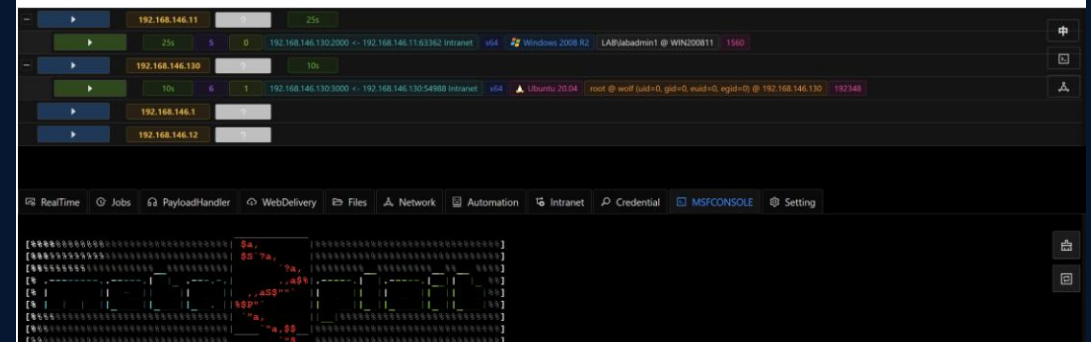 192.168.146.11 ? 25s
25s 5 0 192.168.146.130:2000 <- 192.168.146.11:63362 Intranet x64 Windows 2008 R2 LAB\labadmin1 @ WIN200811 1560
192.168.146.130 ? 10s
10s 6 1 192.168.146.130:3000 <- 192.168.146.130:54988 Intranet x64 Ubuntu 20.04 root @ wolf (uid=0, gid=0, euid=0, egid=0) @ 192.168.146.130 192348
192.168.146.1 ?
192.168.146.12 ?
中
RealTime Jobs PayloadHandler WebDelivery Files Network Automation Intranet Credential MSFCONSOLE Setting